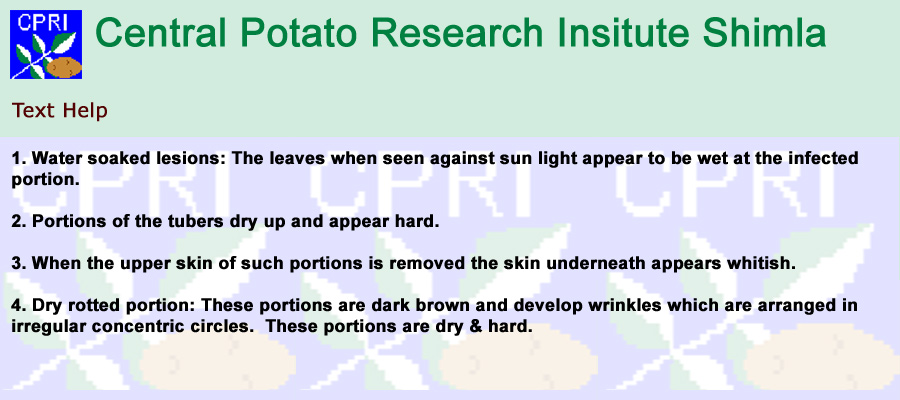 CPRI
Central Potato Research Insitute Shimla
Text Help
1. Water soaked lesions: The leaves when seen against sun light appear to be wet at the infected
portion.
2. Portions of the tubers dry up and appear hard.
3. When the upper skin of such portions is removed the skin underneath appears whitish.
4. Dry rotted portion: These portions are dark brown and develop wrinkles which are arranged in
irregular concentric circles.  These portions are dry & hard.
CPRI CPRI CPRI